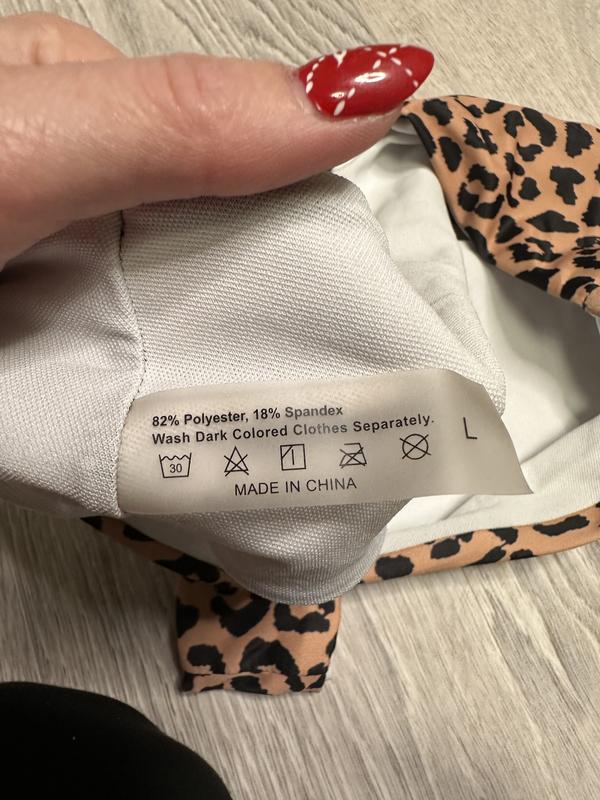 82% Polyester, 18% Spandex
Wash Dark Colored Clothes Separately.
L
30
MADE IN CHINA